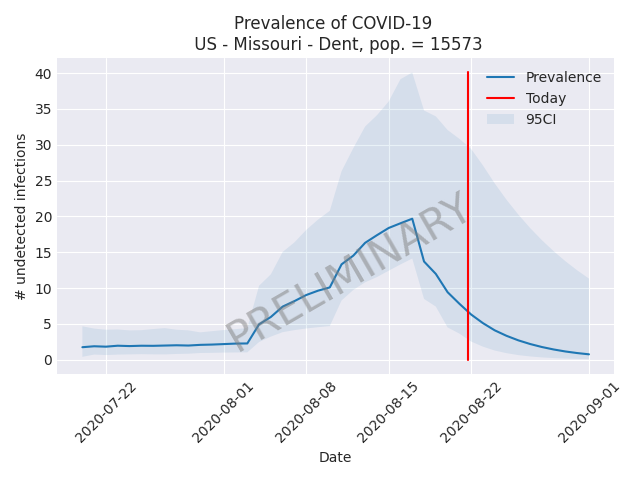 Prevalence of COVID-19
US - Missouri - Dent, pop. = 15573
40
35
30
25
20
15
10
5
0
# undetected infections
Prevalence
Today
95CI
PRELIMINARY
2020-07-22
2020-08-01
2020-08-08
2020-08-15
2020-08-22
2020-09-01
Date